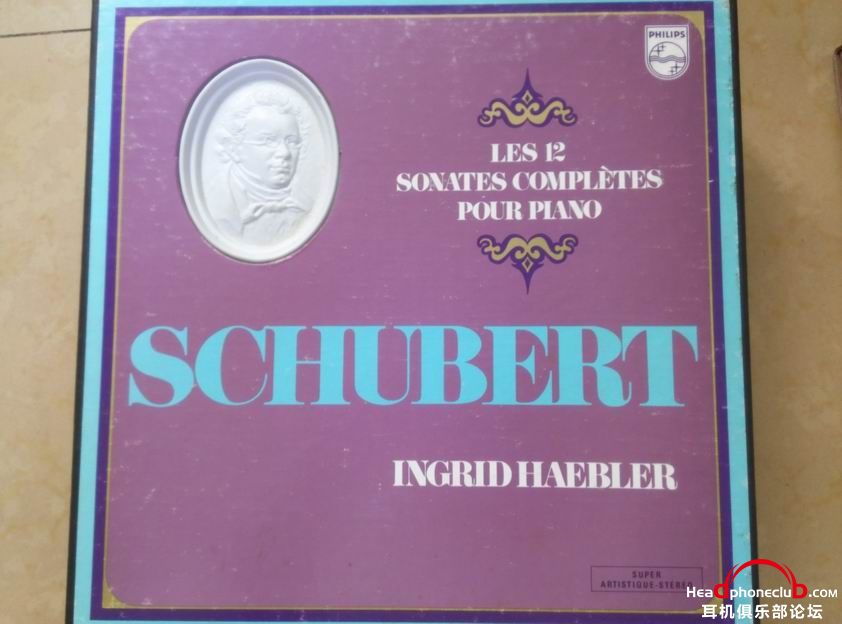 PHILIPS
LES 12
SONATES COMPLÈTES
POUR PIANO
SCHUBERT
INGRID HAEBLER
SUPER
ARTISTIQUE-STEREO
HeadphonecluB.com
耳机俱乐部论坛